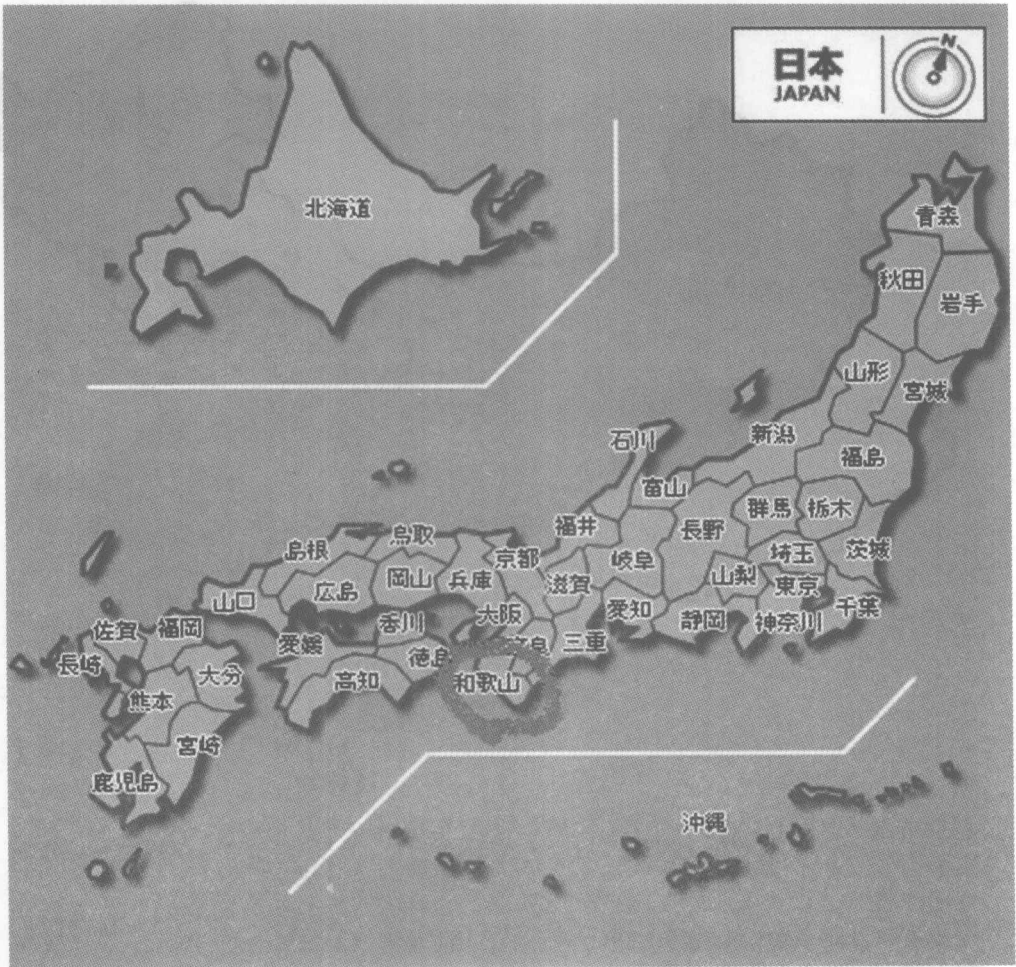 日本
JAPAN
N
北海道
青森
秋田
岩手
山形
宮城
新潟
福島
石川
富山
群馬
栃木
長野
福井
茨城
鳥取
島根
京都
岐阜
埼玉
岡山
兵庫
滋賀
山梨
東京
広島
山口
愛知
千葉
大阪
静岡
神奈川
香川
佐賀
福岡
愛媛
三重
徳島
長崎
大分
高知
和歌山
熊本
宮崎
鹿児島
沖縄